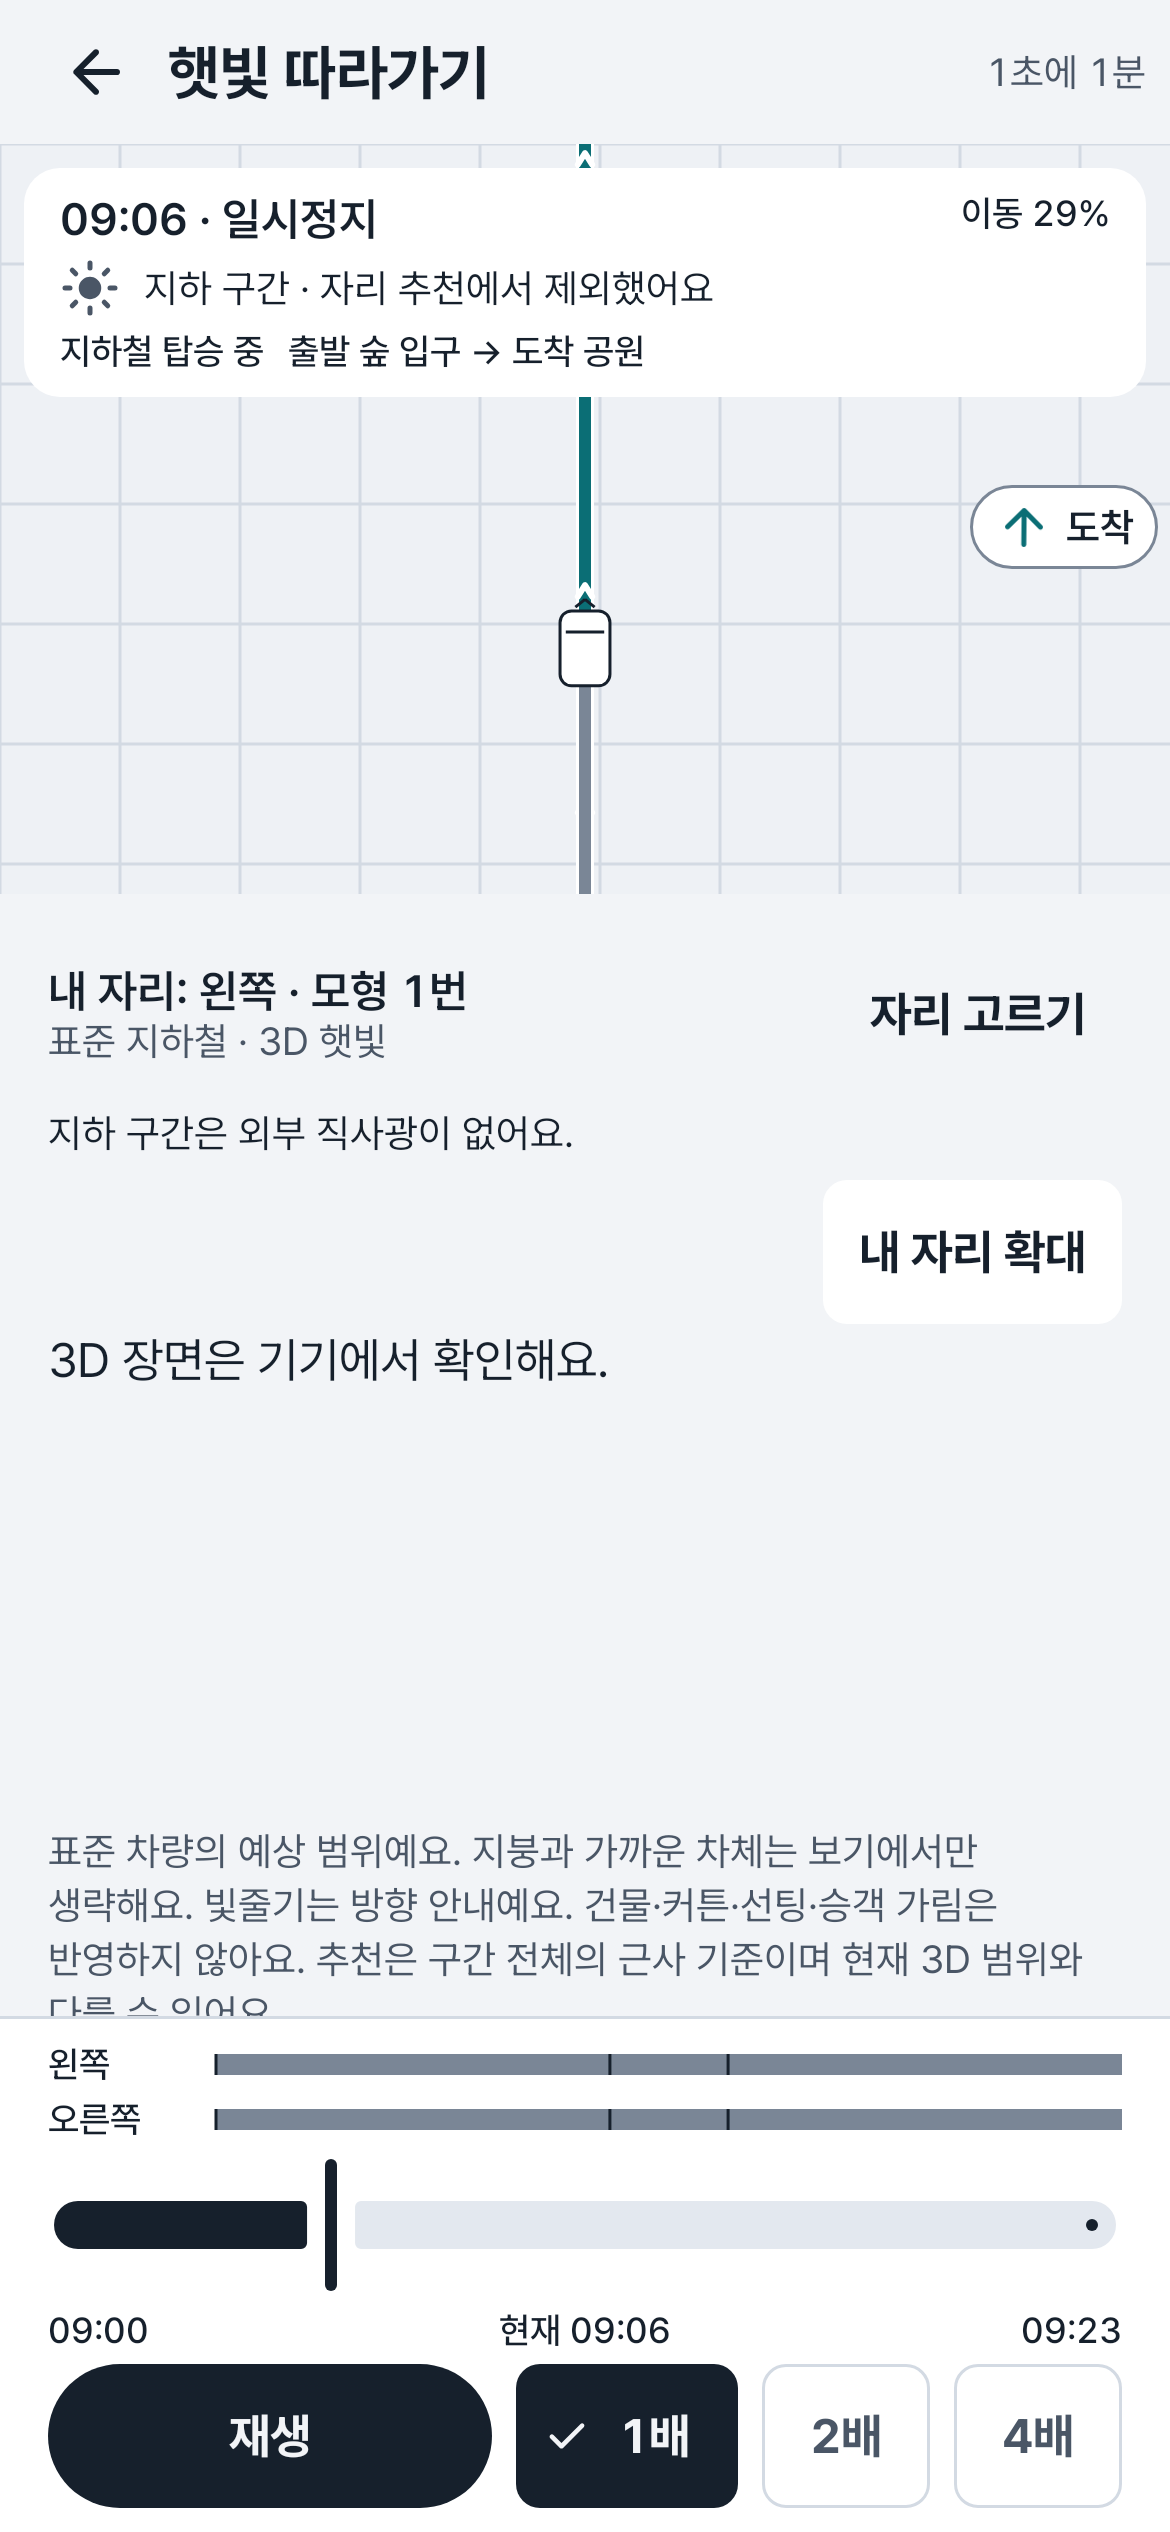 햇빛 따라가기
1초에 1분
09:06 · 일시정지
이동 29%
지하 구간 · 자리 추천에서 제외했어요
지하철 탑승 중 출발 숲 입구 → 도착 공원
도착
내 자리: 왼쪽 · 모형 1번
표준 지하철 · 3D 햇빛
자리 고르기
지하 구간은 외부 직사광이 없어요.
내 자리 확대
3D 장면은 기기에서 확인해요.
표준 차량의 예상 범위예요. 지붕과 가까운 차체는 보기에서만
생략해요. 빛줄기는 방향 안내예요. 건물·커튼·선팅·승객 가림은
반영하지 않아요. 추천은 구간 전체의 근사 기준이며 현재 3D 범위와
다를 수 있어요
왼쪽
오른쪽
09:00
현재 09:06
09:23
재생
1배
2배
4배